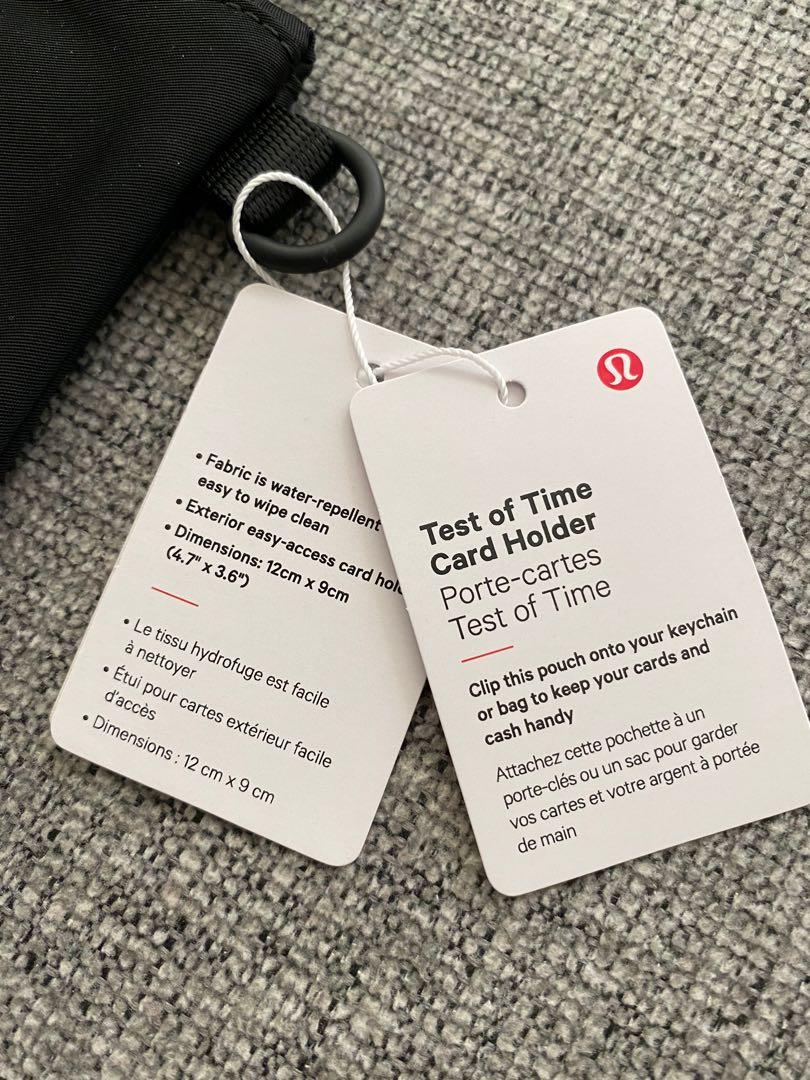 • Fabric is water-repellent
easy to wipe clean
• Exterior easy-access card
• Dimensions: 12cm x 9cm
(4.7" x 3.6")
• Le tissu hydrofuge est facile
à nettoyer
• Étui pour cartes extérieur facile
d'accès
• Dimensions : 12 cm x 9 cm
Test of Time
Card Holder
Porte-cartes
Test of Time
Clip this pouch onto your keychain
or bag to keep your cards and
cash handy
Attachez cette pochette à un
porte-clés ou un sac pour garder
vos cartes et votre argent à portée
de main